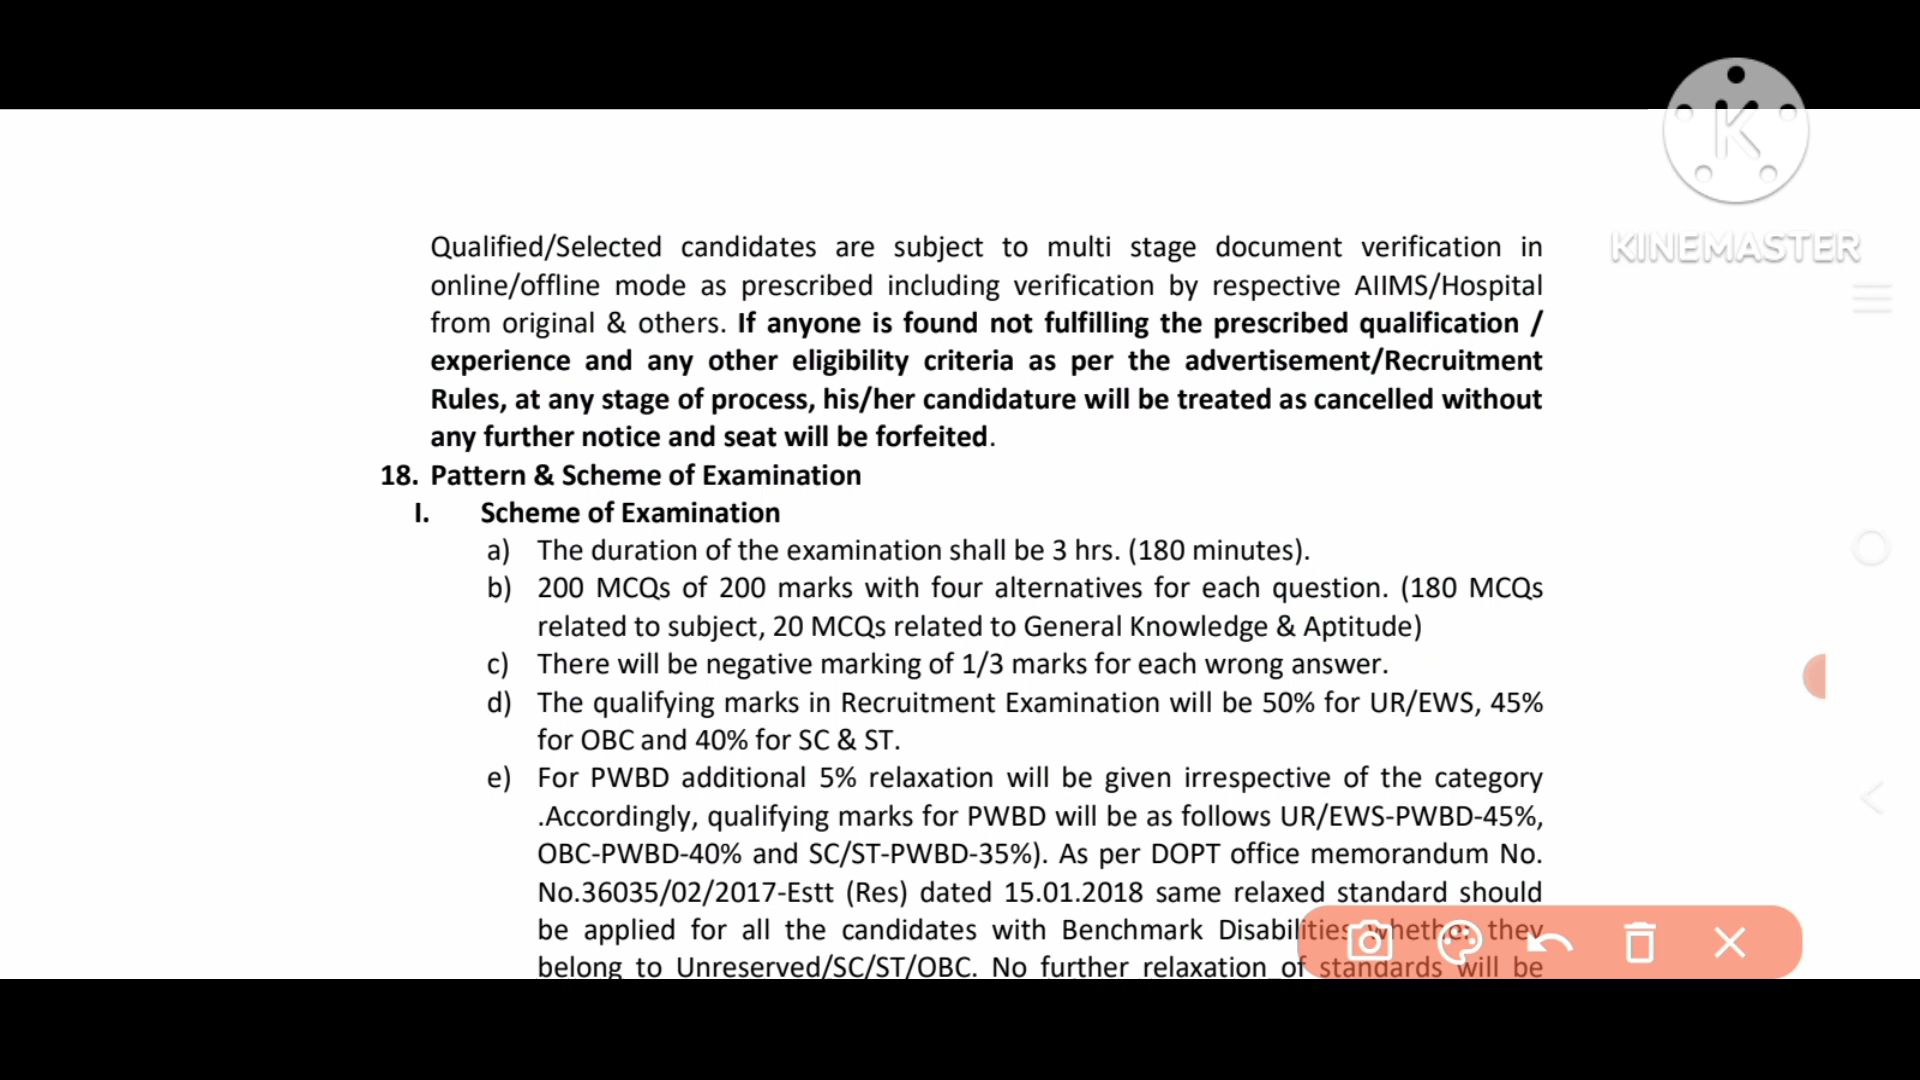 K
KINEMASTER
Qualified/Selected candidates are subject to multi stage document verification in
online/offline mode as prescribed including verification by respective AIIMS/Hospital
from original & others. If anyone is found not fulfilling the prescribed qualification /
experience and any other eligibility criteria as per the advertisement/Recruitment
Rules, at any stage of process, his/her candidature will be treated as cancelled without
any further notice and seat will be forfeited.
18. Pattern & Scheme of Examination
I. Scheme of Examination
a) The duration of the examination shall be 3 hrs. (180 minutes).
b) 200 MCQs of 200 marks with four alternatives for each question. (180 MCQs
related to subject, 20 MCQs related to General Knowledge & Aptitude)
c) There will be negative marking of 1/3 marks for each wrong answer.
d) The qualifying marks in Recruitment Examination will be 50% for UR/EWS, 45%
for OBC and 40% for SC & ST.
e) For PWBD additional 5% relaxation will be given irrespective of the category
.Accordingly, qualifying marks for PWBD will be as follows UR/EWS-PWBD-45%,
OBC-PWBD-40% and SC/ST-PWBD-35%). As per DOPT office memorandum No.
No.36035/02/2017-Estt (Res) dated 15.01.2018 same relaxed standard should
be applied for all the candidates with Benchmark Disabilities whether they
belong to Unreserved/SC/ST/OBC. No further relaxation of standards will be